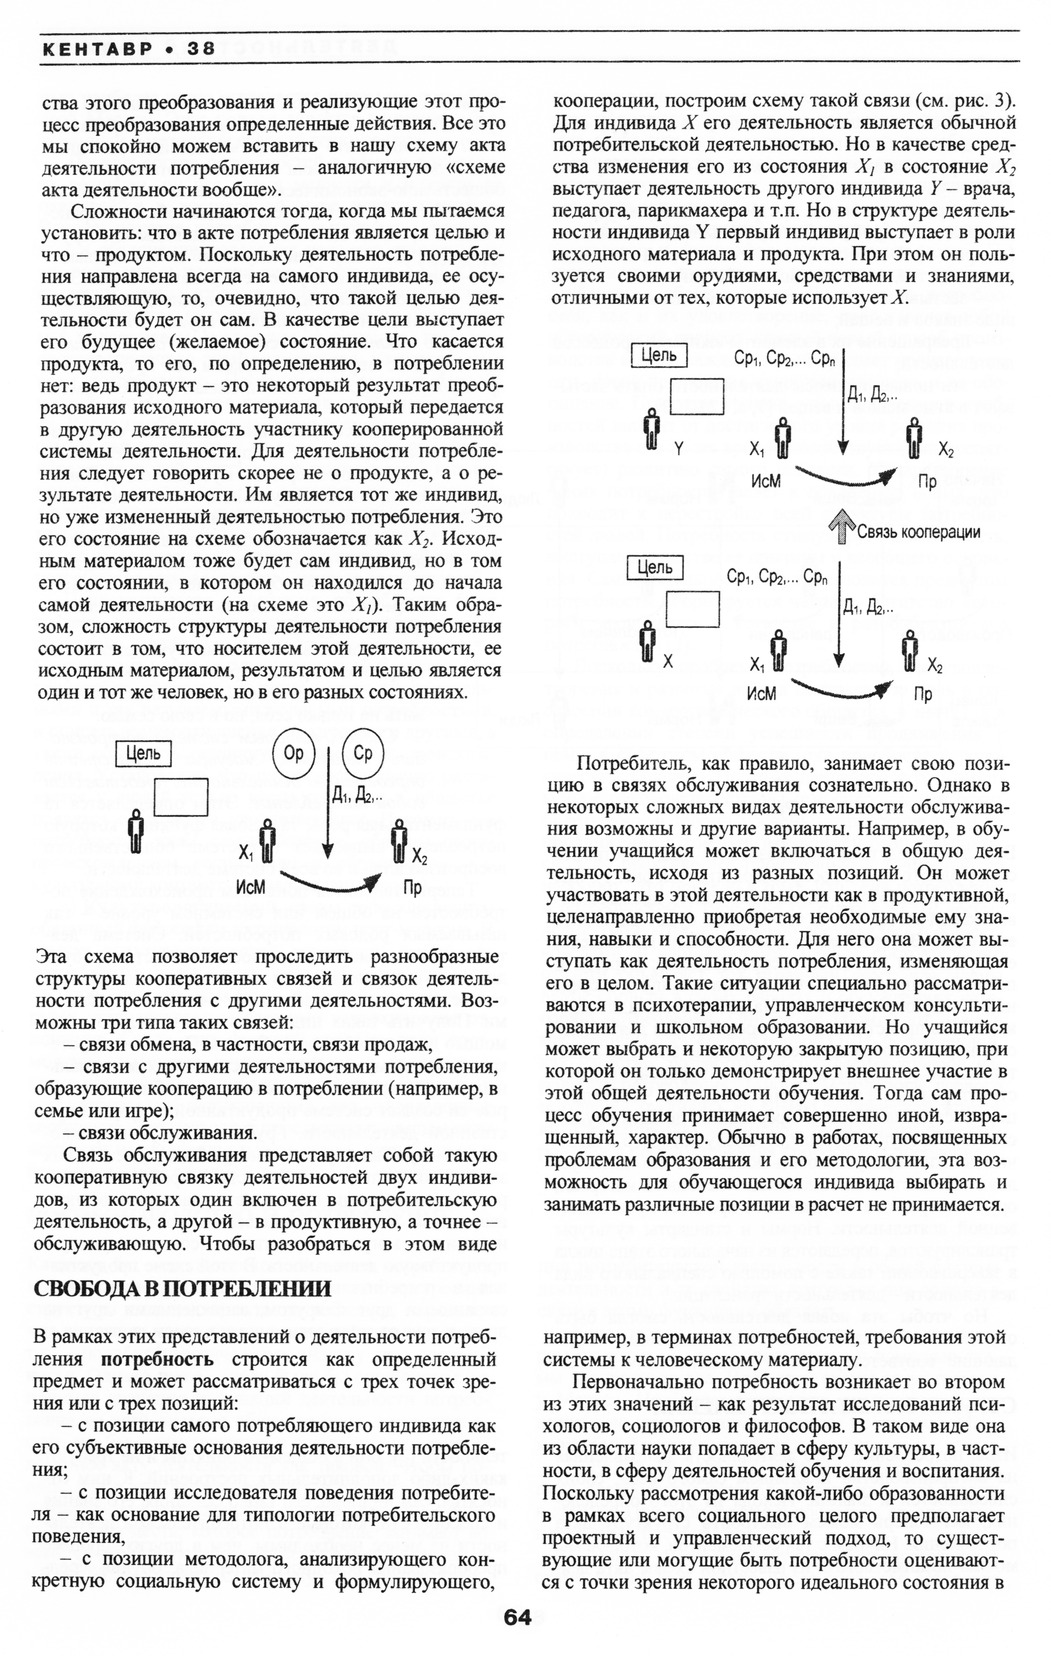 КЕНТАВР • 38
ства этого преобразования и реализующие этот про-
цесс преобразования определенные действия. Все это
мы спокойно можем вставить в нашу схему акта
деятельности потребления – аналогичную «схеме
акта деятельности вообще».
Сложности начинаются тогда, когда мы пытаемся
установить: что в акте потребления является целью и
что – продуктом. Поскольку деятельность потребле-
ния направлена всегда на самого индивида, ее осу-
ществляющую, то, очевидно, что такой целью дея-
тельности будет он сам. В качестве цели выступает
его будущее (желаемое) состояние. Что касается
продукта, то его, по определению, в потреблении
нет: ведь продукт – это некоторый результат преоб-
разования исходного материала, который передается
в другую деятельность участнику кооперированной
системы деятельности. Для деятельности потребле-
ния следует говорить скорее не о продукте, а о ре-
зультате деятельности. Им является тот же индивид,
но уже измененный деятельностью потребления. Это
его состояние на схеме обозначается как X2. Исход-
ным материалом тоже будет сам индивид, но в том
его состоянии, в котором он находился до начала
самой деятельности (на схеме это X1). Таким обра-
зом, сложность структуры деятельности потребления
состоит в том, что носителем этой деятельности, ее
исходным материалом, результатом и целью является
один и тот же человек, но в его разных состояниях.
Цель
Ор
Ср
Д1, Д2,..
X1
X2
ИсМ
Пр
Эта схема позволяет проследить разнообразные
структуры кооперативных связей и связок деятель-
ности потребления с другими деятельностями. Воз-
можны три типа таких связей:
– связи обмена, в частности, связи продаж,
– связи с другими деятельностями потребления,
образующие кооперацию в потреблении (например, в
семье или игре);
– связи обслуживания.
Связь обслуживания представляет собой такую
кооперативную связку деятельностей двух индиви-
дов, из которых один включен в потребительскую
деятельность, а другой – в продуктивную, а точнее –
обслуживающую. Чтобы разобраться в этом виде
кооперации, построим схему такой связи (см. рис. 3).
Для индивида X его деятельность является обычной
потребительской деятельностью. Но в качестве сред-
ства изменения его из состояния X1 в состояние X2
выступает деятельность другого индивида Y – врача,
педагога, парикмахера и т.п. Но в структуре деятель-
ности индивида Y первый индивид выступает в роли
исходного материала и продукта. При этом он поль-
зуется своими орудиями, средствами и знаниями,
отличными от тех, которые использует X.
Цель
Ср1, Ср2,... Срn
Д1, Д2,..
Y
X1
X2
ИсМ
Пр
Связь кооперации
Цель
Ср1, Ср2,... Срn
Д1, Д2,..
X
X1
X2
ИсМ
Пр
Потребитель, как правило, занимает свою пози-
цию в связях обслуживания сознательно. Однако в
некоторых сложных видах деятельности обслужива-
ния возможны и другие варианты. Например, в обу-
чении учащийся может включаться в общую дея-
тельность, исходя из разных позиций. Он может
участвовать в этой деятельности как в продуктивной,
целенаправленно приобретая необходимые ему зна-
ния, навыки и способности. Для него она может вы-
ступать как деятельность потребления, изменяющая
его в целом. Такие ситуации специально рассматри-
ваются в психотерапии, управленческом консульти-
ровании и школьном образовании. Но учащийся
может выбрать и некоторую закрытую позицию, при
которой он только демонстрирует внешнее участие в
этой общей деятельности обучения. Тогда сам про-
цесс обучения принимает совершенно иной, извра-
щенный, характер. Обычно в работах, посвященных
проблемам образования и его методологии, эта воз-
можность для обучающегося индивида выбирать и
занимать различные позиции в расчет не принимается.
СВОБОДА В ПОТРЕБЛЕНИИ
В рамках этих представлений о деятельности потреб-
ления потребность строится как определенный
предмет и может рассматриваться с трех точек зре-
ния или с трех позиций:
– с позиции самого потребляющего индивида как
его субъективные основания деятельности потребле-
ния;
– с позиции исследователя поведения потребите-
ля – как основание для типологии потребительского
поведения,
– с позиции методолога, анализирующего кон-
кретную социальную систему и формулирующего,
например, в терминах потребностей, требования этой
системы к человеческому материалу.
Первоначально потребность возникает во втором
из этих значений – как результат исследований пси-
хологов, социологов и философов. В таком виде она
из области науки попадает в сферу культуры, в част-
ности, в сферу деятельностей обучения и воспитания.
Поскольку рассмотрения какой-либо образованности
в рамках всего социального целого предполагает
проектный и управленческий подход, то сущест-
вующие или могущие быть потребности оценивают-
ся с точки зрения некоторого идеального состояния в
64